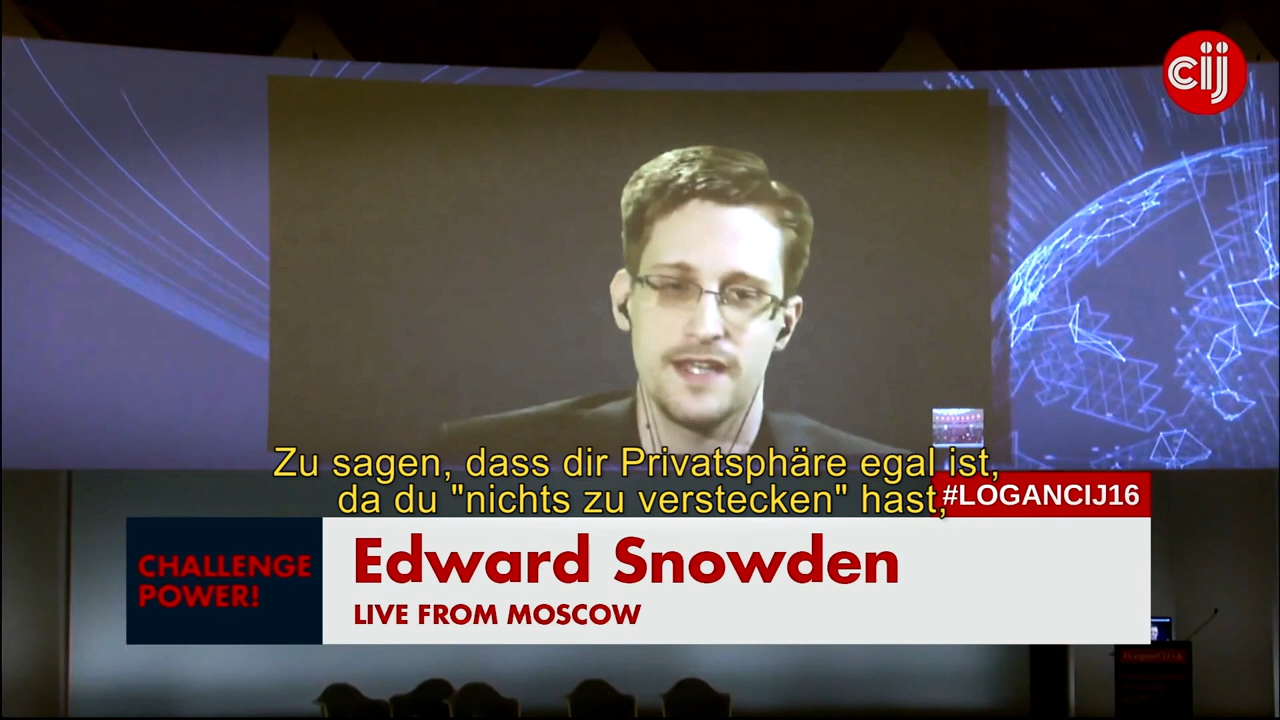 cij
Zu sagen, dass dir Privatsphäre egal ist,
da du "nichts zu verstecken" hast,
#LOGANCIJ16
CHALLENGE
POWER!
Edward Snowden
LIVE FROM MOSCOW